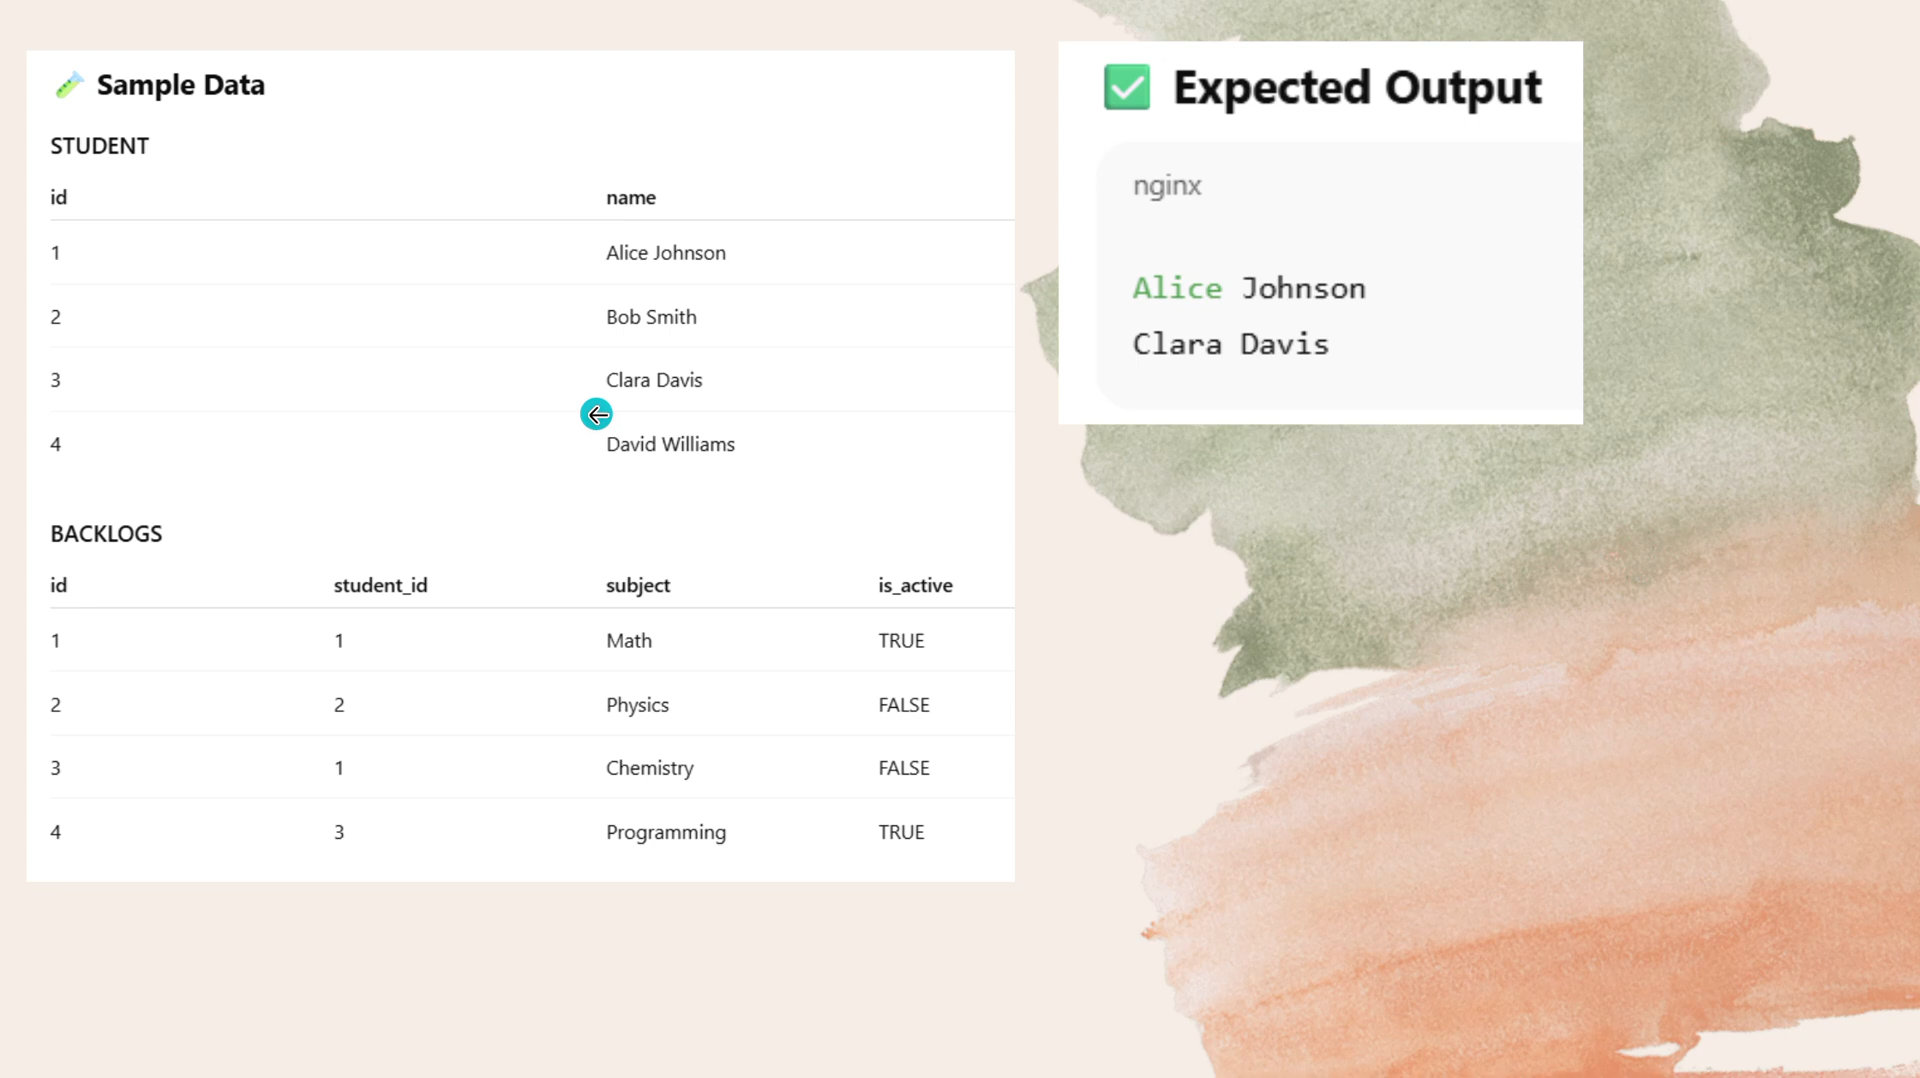 Sample Data
STUDENT
id name
1 Alice Johnson
2 Bob Smith
3 Clara Davis
4 David Williams
BACKLOGS
id student_id subject is_active
1 1 Math TRUE
2 2 Physics FALSE
3 1 Chemistry FALSE
4 3 Programming TRUE
Expected Output
nginx
Alice Johnson
Clara Davis